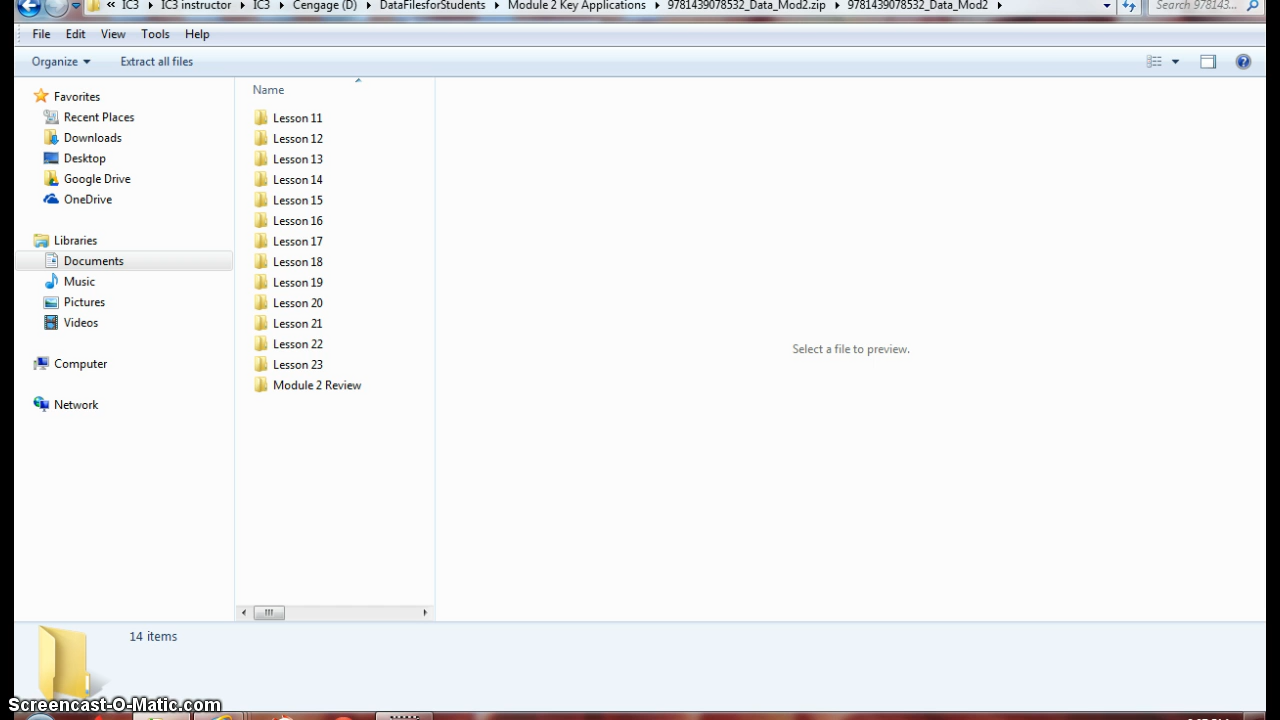 « IC3 ▸ IC3 instructor ▸ IC3 ▸ Cengage (D) ▸ DataFilesforStudents ▸ Module 2 Key Applications ▸ 9781439078532_Data_Mod2.zip ▸ 9781439078532_Data_Mod2 ▸ Search 978143...
File Edit View Tools Help
Organize Extract all files
Favorites
Recent Places
Downloads
Desktop
Google Drive
OneDrive
Libraries
Documents
Music
Pictures
Videos
Computer
Network
Name
Lesson 11
Lesson 12
Lesson 13
Lesson 14
Lesson 15
Lesson 16
Lesson 17
Lesson 18
Lesson 19
Lesson 20
Lesson 21
Lesson 22
Lesson 23
Module 2 Review
Select a file to preview.
14 items
Screencast-O-Matic.com